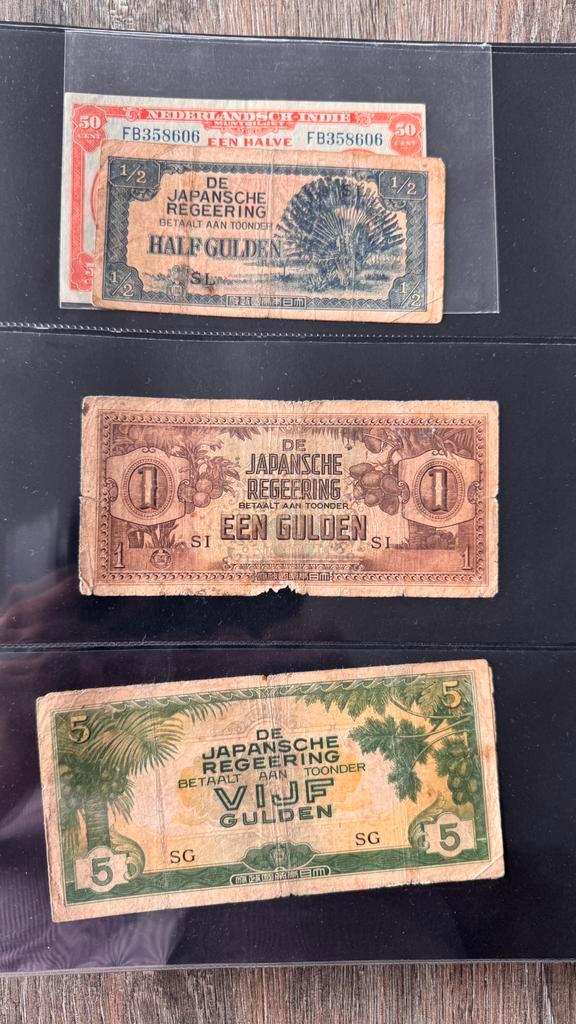 50 NEDERLANDSCH-INDIË 50
CENT MUNTBILJET CENT
FB358606 EEN HALVE FB358606
1/2 1/2
DE
JAPANSCHE
REGEERING
BETAALT AAN TOONDER
HALF GULDEN
SL
1/2 1/2
DE
JAPANSCHE
REGEERING
BETAALT AAN TOONDER
1 1
EEN GULDEN
SI SI
1 1
5 5
DE
JAPANSCHE
REGEERING
BETAALT AAN TOONDER
VIJF
GULDEN
SG SG
5 5